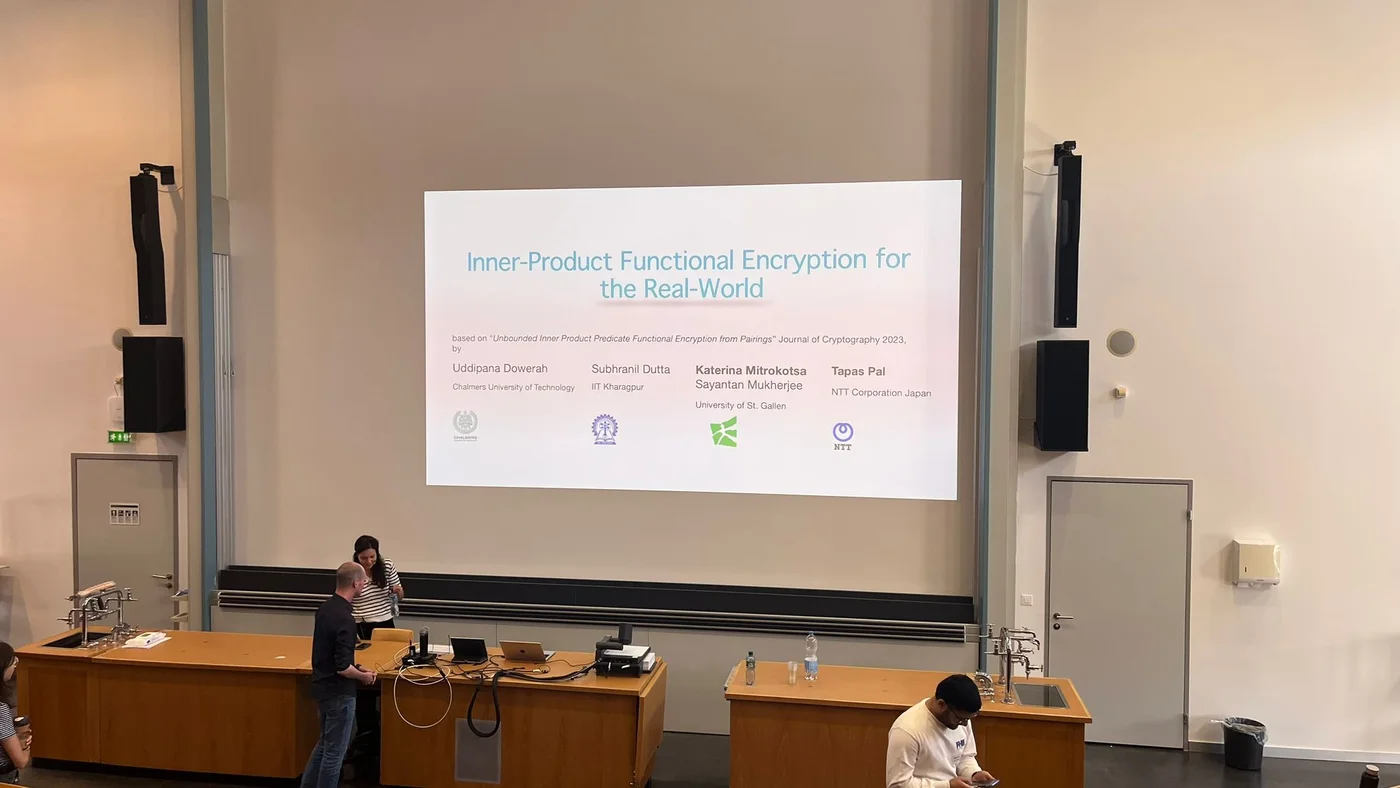 Inner-Product Functional Encryption for
the Real-World
based on "Unbounded Inner Product Predicate Functional Encryption from Pairings" Journal of Cryptography 2023,
by
Uddipana Dowerah
Chalmers University of Technology
Subhranil Dutta
IIT Kharagpur
Katerina Mitrokotsa
Sayantan Mukherjee
University of St. Gallen
Tapas Pal
NTT Corporation Japan
CHALMERS
NTT